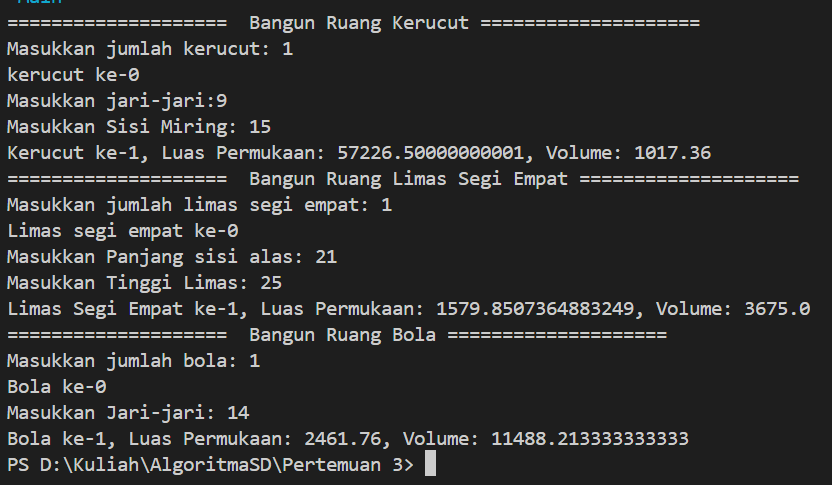 Main
====================  Bangun Ruang Kerucut ====================
Masukkan jumlah kerucut: 1
kerucut ke-0
Masukkan jari-jari:9
Masukkan Sisi Miring: 15
Kerucut ke-1, Luas Permukaan: 57226.50000000001, Volume: 1017.36
====================  Bangun Ruang Limas Segi Empat ====================
Masukkan jumlah limas segi empat: 1
Limas segi empat ke-0
Masukkan Panjang sisi alas: 21
Masukkan Tinggi Limas: 25
Limas Segi Empat ke-1, Luas Permukaan: 1579.8507364883249, Volume: 3675.0
====================  Bangun Ruang Bola ====================
Masukkan jumlah bola: 1
Bola ke-0
Masukkan Jari-jari: 14
Bola ke-1, Luas Permukaan: 2461.76, Volume: 11488.213333333333
PS D:\Kuliah\AlgoritmaSD\Pertemuan 3>